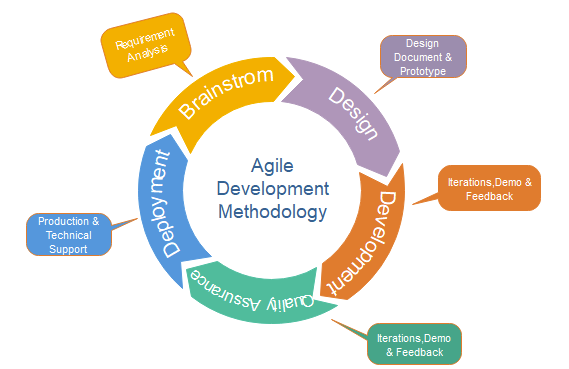 Requirement
Analysis
Brainstrom
Design
Document &
Prototype
Design
Iterations,Demo &
Feedback
Development
Iterations,Demo
& Feedback
Quality Assurance
Production &
Technical
Support
Deployment
Agile
Development
Methodology